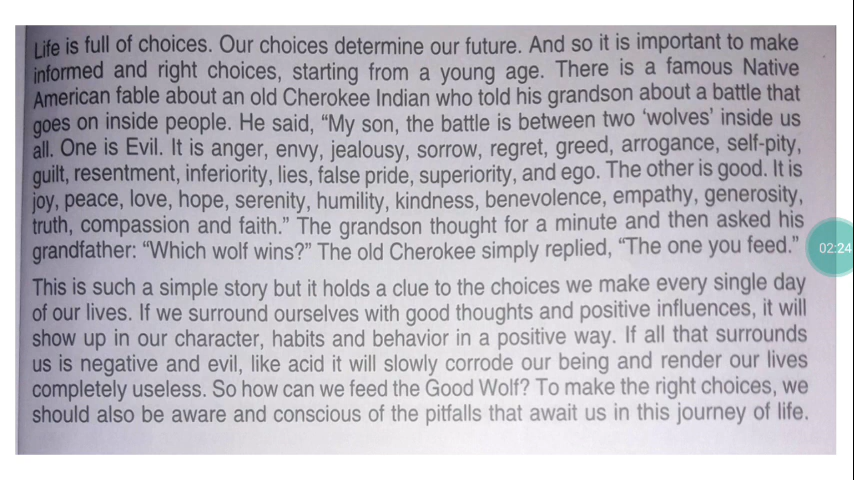 Life is full of choices. Our choices determine our future. And so it is important to make
informed and right choices, starting from a young age. There is a famous Native
American fable about an old Cherokee Indian who told his grandson about a battle that
goes on inside people. He said, “My son, the battle is between two ‘wolves’ inside us
all. One is Evil. It is anger, envy, jealousy, sorrow, regret, greed, arrogance, self-pity,
guilt, resentment, inferiority, lies, false pride, superiority, and ego. The other is good. It is
joy, peace, love, hope, serenity, humility, kindness, benevolence, empathy, generosity,
truth, compassion and faith.” The grandson thought for a minute and then asked his
grandfather: “Which wolf wins?” The old Cherokee simply replied, “The one you feed.”
02:24
This is such a simple story but it holds a clue to the choices we make every single day
of our lives. If we surround ourselves with good thoughts and positive influences, it will
show up in our character, habits and behavior in a positive way. If all that surrounds
us is negative and evil, like acid it will slowly corrode our being and render our lives
completely useless. So how can we feed the Good Wolf? To make the right choices, we
should also be aware and conscious of the pitfalls that await us in this journey of life.